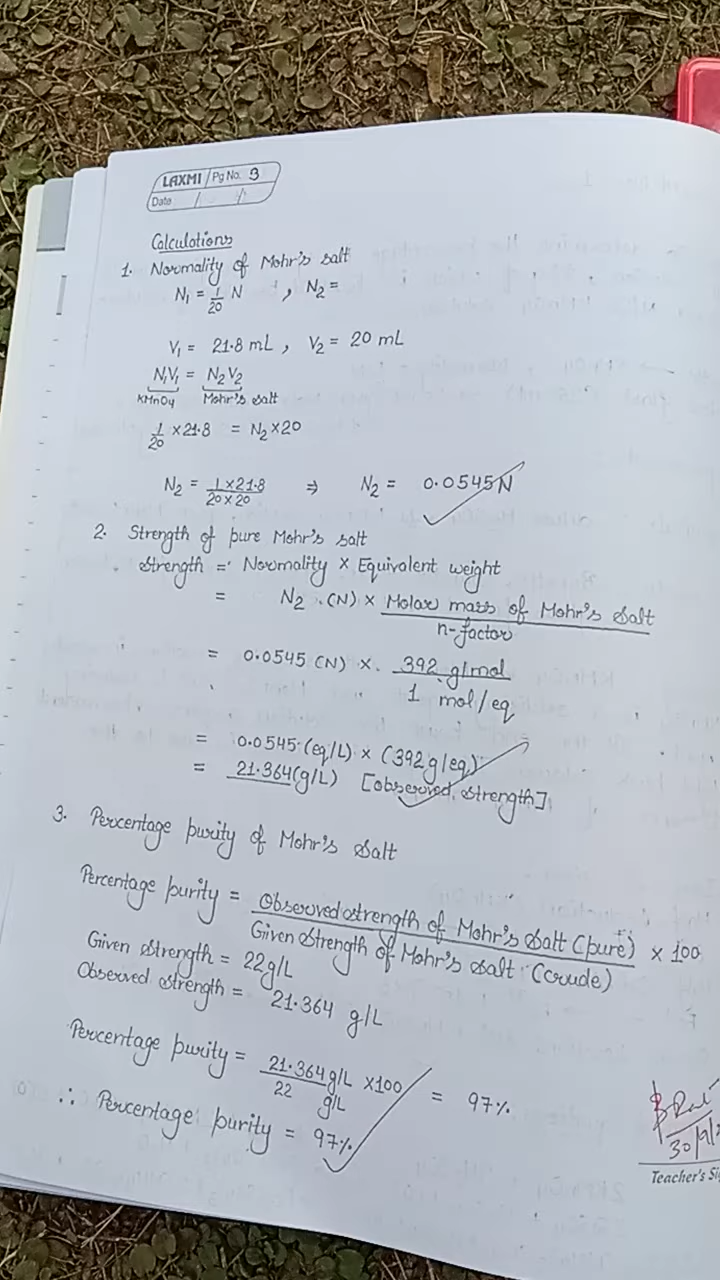 LAXMI Pg No. 9
Date / /
Calculations
1. Normality of Mohr's salt
N₁ = 1/20 N , N₂ =
V₁ = 21.8 mL , V₂ = 20 mL
N₁V₁ = N₂V₂
KMnO₄ Mohr's salt
1/20 × 21.8 = N₂ × 20
N₂ = 1 × 21.8 / 20 × 20 ⇒ N₂ = 0.0545 N
2. Strength of pure Mohr's salt
Strength = Normality × Equivalent weight
= N₂ (N) × Molar mass of Mohr's Salt / n-factor
= 0.0545 (N) × 392 g/mol / 1 mol/eq
= 0.0545 (eq/L) × (392 g/eq)
= 21.364 (g/L) [observed strength]
3. Percentage purity of Mohr's Salt
Percentage purity = Observed strength of Mohr's Salt (pure) / Given Strength of Mohr's Salt (crude) × 100
Given strength = 22 g/L
Observed strength = 21.364 g/L
Percentage purity = 21.364 g/L / 22 g/L × 100 = 97%
∴ Percentage purity = 97%
30/9/
Teacher's Si